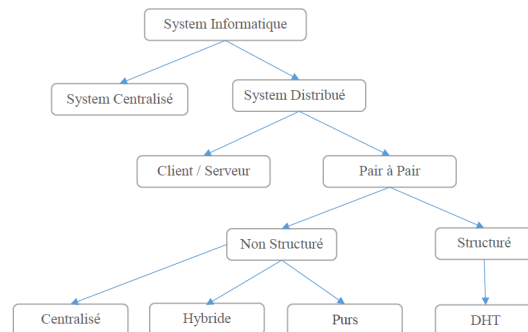 System Informatique
System Centralisé
System Distribué
Client / Serveur
Pair à Pair
Non Structuré
Structuré
Centralisé
Hybride
Purs
DHT